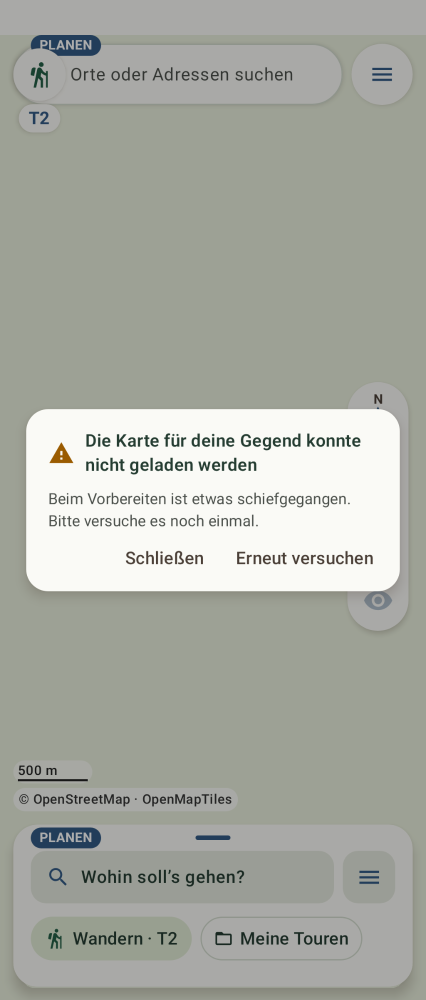 PLANEN
Orte oder Adressen suchen
T2
N
Die Karte für deine Gegend konnte
nicht geladen werden
Beim Vorbereiten ist etwas schiefgegangen.
Bitte versuche es noch einmal.
Schließen Erneut versuchen
500 m
© OpenStreetMap · OpenMapTiles
PLANEN
Wohin soll’s gehen?
Wandern · T2 Meine Touren